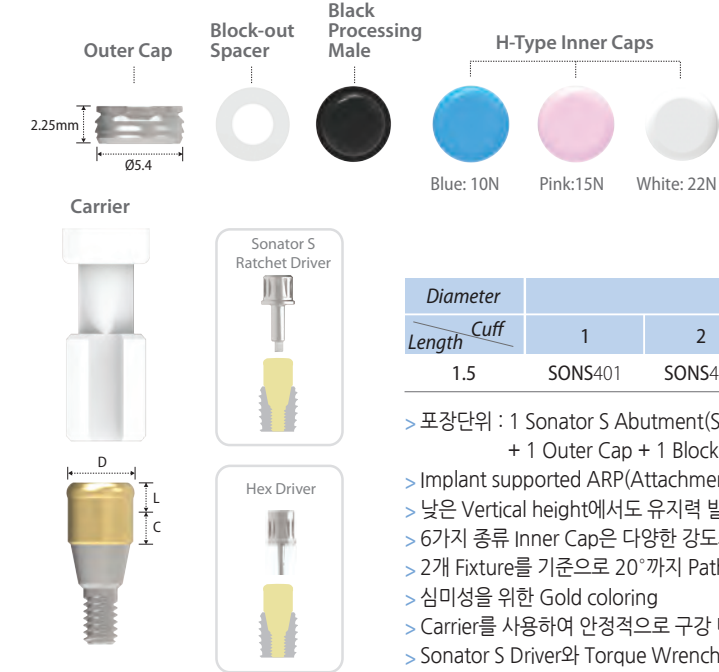 Outer Cap
Block-out
Spacer
Black
Processing
Male
H-Type Inner Caps
2.25mm
Ø5.4
Blue: 10N
Pink:15N
White: 22N
Carrier
Sonator S
Ratchet Driver
D
L
C
Hex Driver
Diameter
Cuff
Length
1
2
1.5
SONS401
SONS4
> 포장단위 : 1 Sonator S Abutment(S
+ 1 Outer Cap + 1 Block
> Implant supported ARP(Attachmen
> 낮은 Vertical height에서도 유지력 발
> 6가지 종류 Inner Cap은 다양한 강도
> 2개 Fixture를 기준으로 20°까지 Path
> 심미성을 위한 Gold coloring
> Carrier를 사용하여 안정적으로 구강
> Sonator S Driver와 Torque Wrench